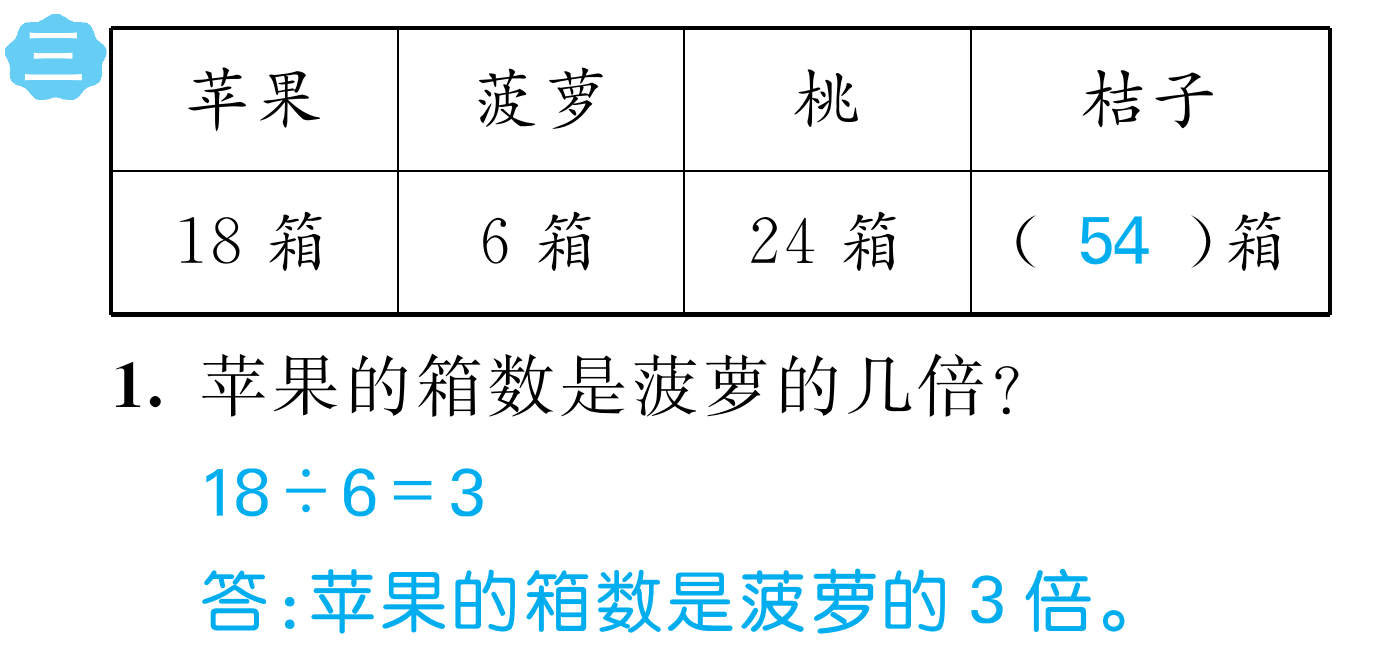 三
苹果 菠萝 桃 桔子
18 箱 6 箱 24 箱 ( 54 )箱
1. 苹果的箱数是菠萝的几倍?
18÷6=3
答:苹果的箱数是菠萝的 3 倍。